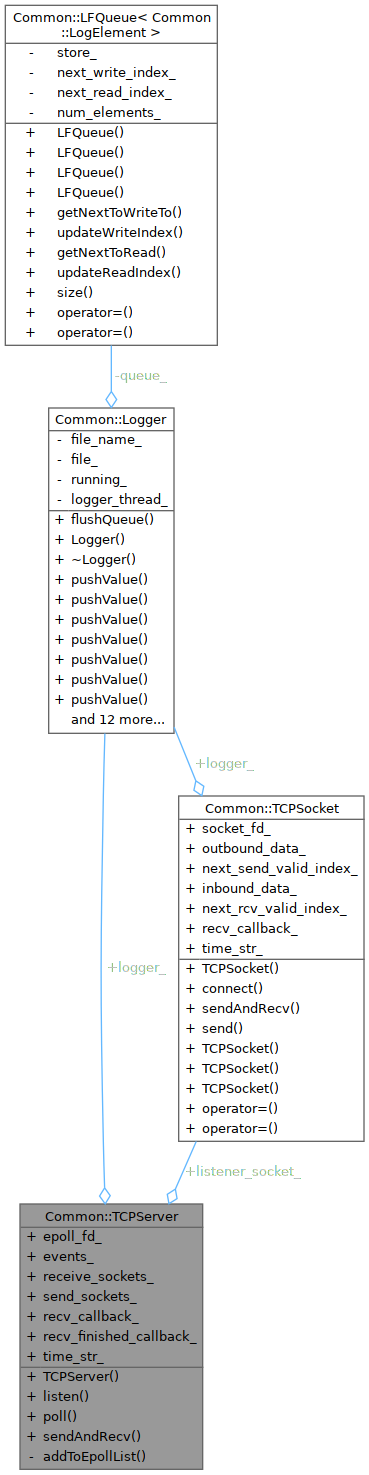 Common::LFQueue< Common
::LogElement >
- store_
- next_write_index_
- next_read_index_
- num_elements_
+ LFQueue()
+ LFQueue()
+ LFQueue()
+ LFQueue()
+ getNextToWriteTo()
+ updateWriteIndex()
+ getNextToRead()
+ updateReadIndex()
+ size()
+ operator=()
+ operator=()
-queue_
Common::Logger
- file_name_
- file_
- running_
- logger_thread_
+ flushQueue()
+ Logger()
+ ~Logger()
+ pushValue()
+ pushValue()
+ pushValue()
+ pushValue()
+ pushValue()
+ pushValue()
+ pushValue()
and 12 more...
+logger_
Common::TCPSocket
+ socket_fd_
+ outbound_data_
+ next_send_valid_index_
+ inbound_data_
+ next_rcv_valid_index_
+ recv_callback_
+ time_str_
+ TCPSocket()
+ connect()
+ sendAndRecv()
+ send()
+ TCPSocket()
+ TCPSocket()
+ TCPSocket()
+ operator=()
+ operator=()
+logger_
+listener_socket_
Common::TCPServer
+ epoll_fd_
+ events_
+ receive_sockets_
+ send_sockets_
+ recv_callback_
+ recv_finished_callback_
+ time_str_
+ TCPServer()
+ listen()
+ poll()
+ sendAndRecv()
- addToEpollList()